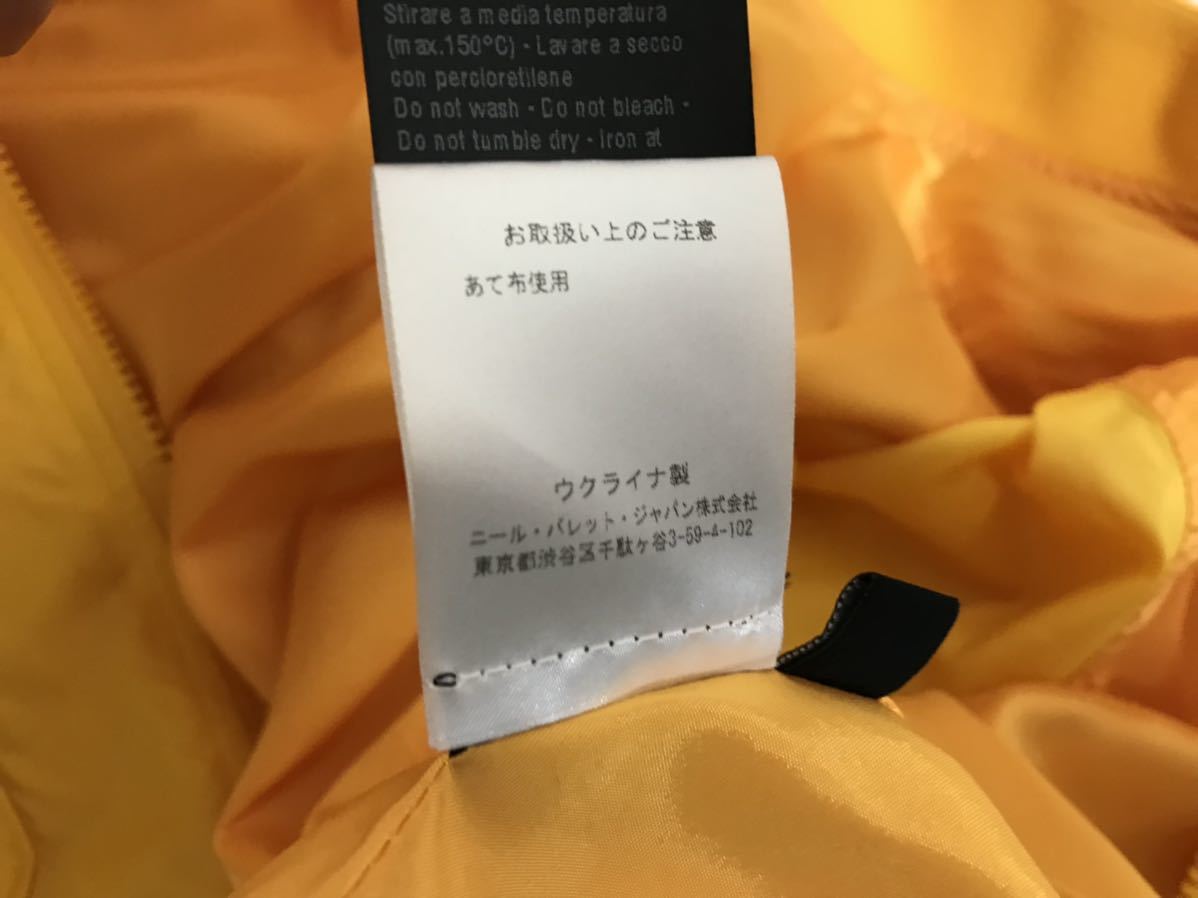 Stirare a media temperatura
(max.150°C) - Lavare a secco
con percloretilene
Do not wash - Do not bleach -
Do not tumble dry - Iron at
お取扱い上のご注意
あて布使用
ウクライナ製
ニール・バレット・ジャパン株式会社
東京都渋谷区千駄ケ谷3-59-4-102